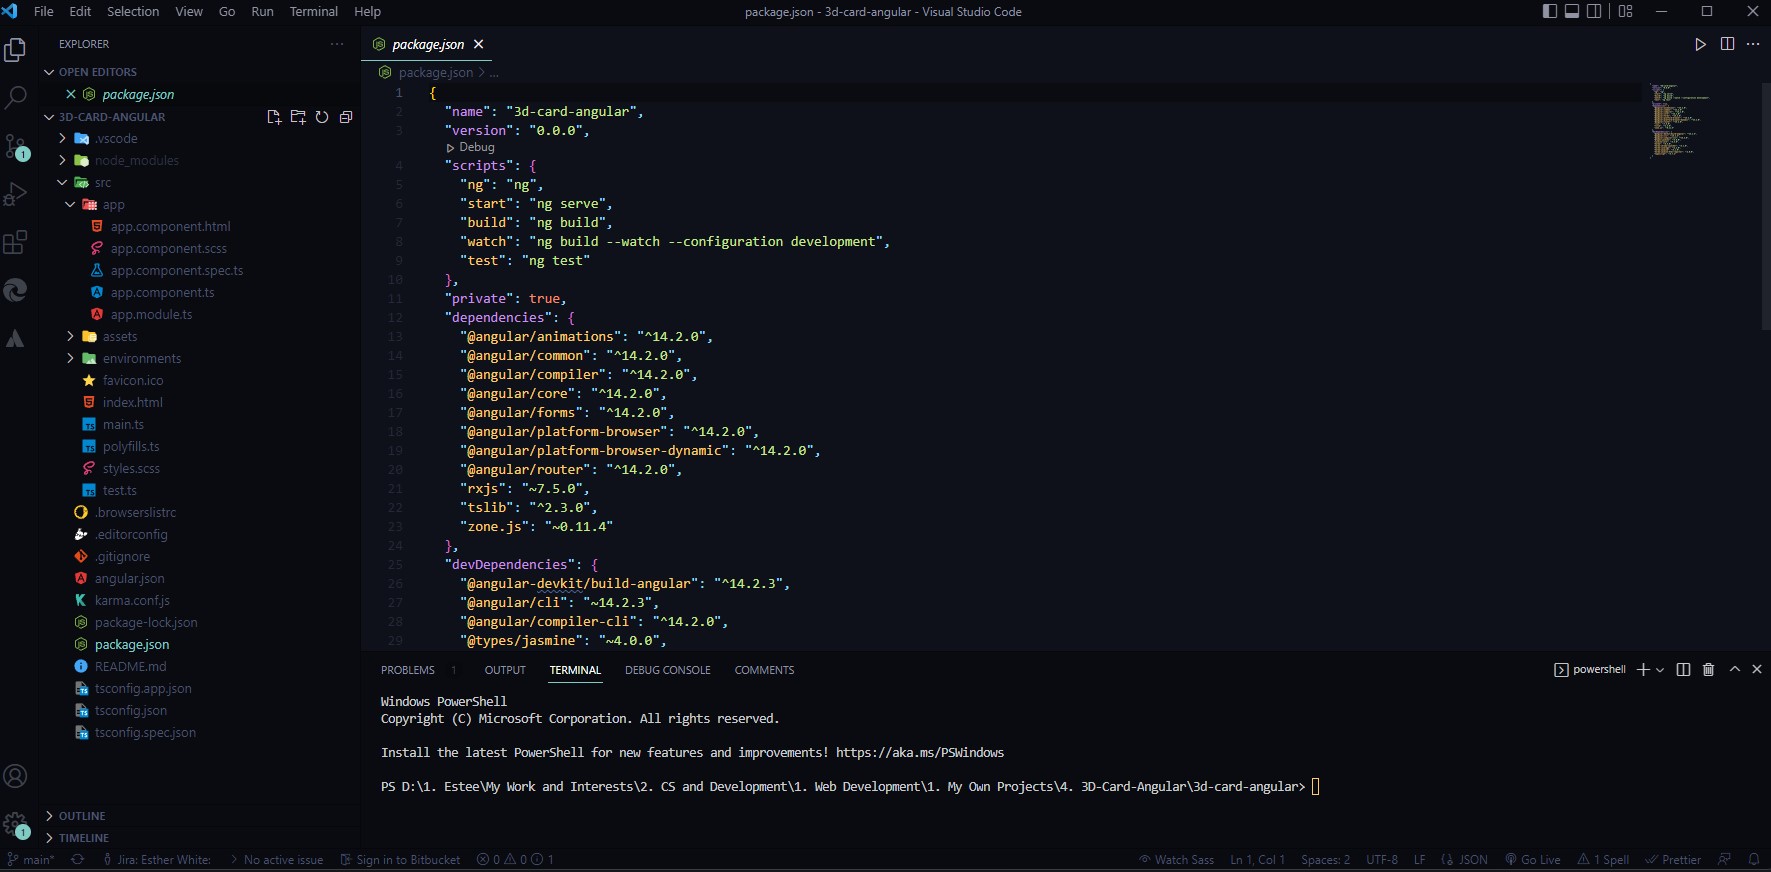 File Edit Selection View Go Run Terminal Help
package.json - 3d-card-angular - Visual Studio Code
EXPLORER
OPEN EDITORS
package.json
3D-CARD-ANGULAR
.vscode
node_modules
src
app
app.component.html
app.component.scss
app.component.spec.ts
app.component.ts
app.module.ts
assets
environments
favicon.ico
index.html
main.ts
polyfills.ts
styles.scss
test.ts
.browserslistrc
.editorconfig
.gitignore
angular.json
karma.conf.js
package-lock.json
package.json
README.md
tsconfig.app.json
tsconfig.json
tsconfig.spec.json
OUTLINE
TIMELINE
1
1
package.json
package.json > ...
1 {
2 "name": "3d-card-angular",
3 "version": "0.0.0",
Debug
4 "scripts": {
5 "ng": "ng",
6 "start": "ng serve",
7 "build": "ng build",
8 "watch": "ng build --watch --configuration development",
9 "test": "ng test"
10 },
11 "private": true,
12 "dependencies": {
13 "@angular/animations": "^14.2.0",
14 "@angular/common": "^14.2.0",
15 "@angular/compiler": "^14.2.0",
16 "@angular/core": "^14.2.0",
17 "@angular/forms": "^14.2.0",
18 "@angular/platform-browser": "^14.2.0",
19 "@angular/platform-browser-dynamic": "^14.2.0",
20 "@angular/router": "^14.2.0",
21 "rxjs": "~7.5.0",
22 "tslib": "^2.3.0",
23 "zone.js": "~0.11.4"
24 },
25 "devDependencies": {
26 "@angular-devkit/build-angular": "^14.2.3",
27 "@angular/cli": "~14.2.3",
28 "@angular/compiler-cli": "^14.2.0",
29 "@types/jasmine": "~4.0.0",
PROBLEMS 1 OUTPUT TERMINAL DEBUG CONSOLE COMMENTS
powershell
Windows PowerShell
Copyright (C) Microsoft Corporation. All rights reserved.
Install the latest PowerShell for new features and improvements! https://aka.ms/PSWindows
PS D:\1. Estee\My Work and Interests\2. CS and Development\1. Web Development\1. My Own Projects\4. 3D-Card-Angular\3d-card-angular>
main* Jira: Esther White: No active issue Sign in to Bitbucket 0 0 1
Watch Sass Ln 1, Col 1 Spaces: 2 UTF-8 LF JSON Go Live 1 Spell Prettier